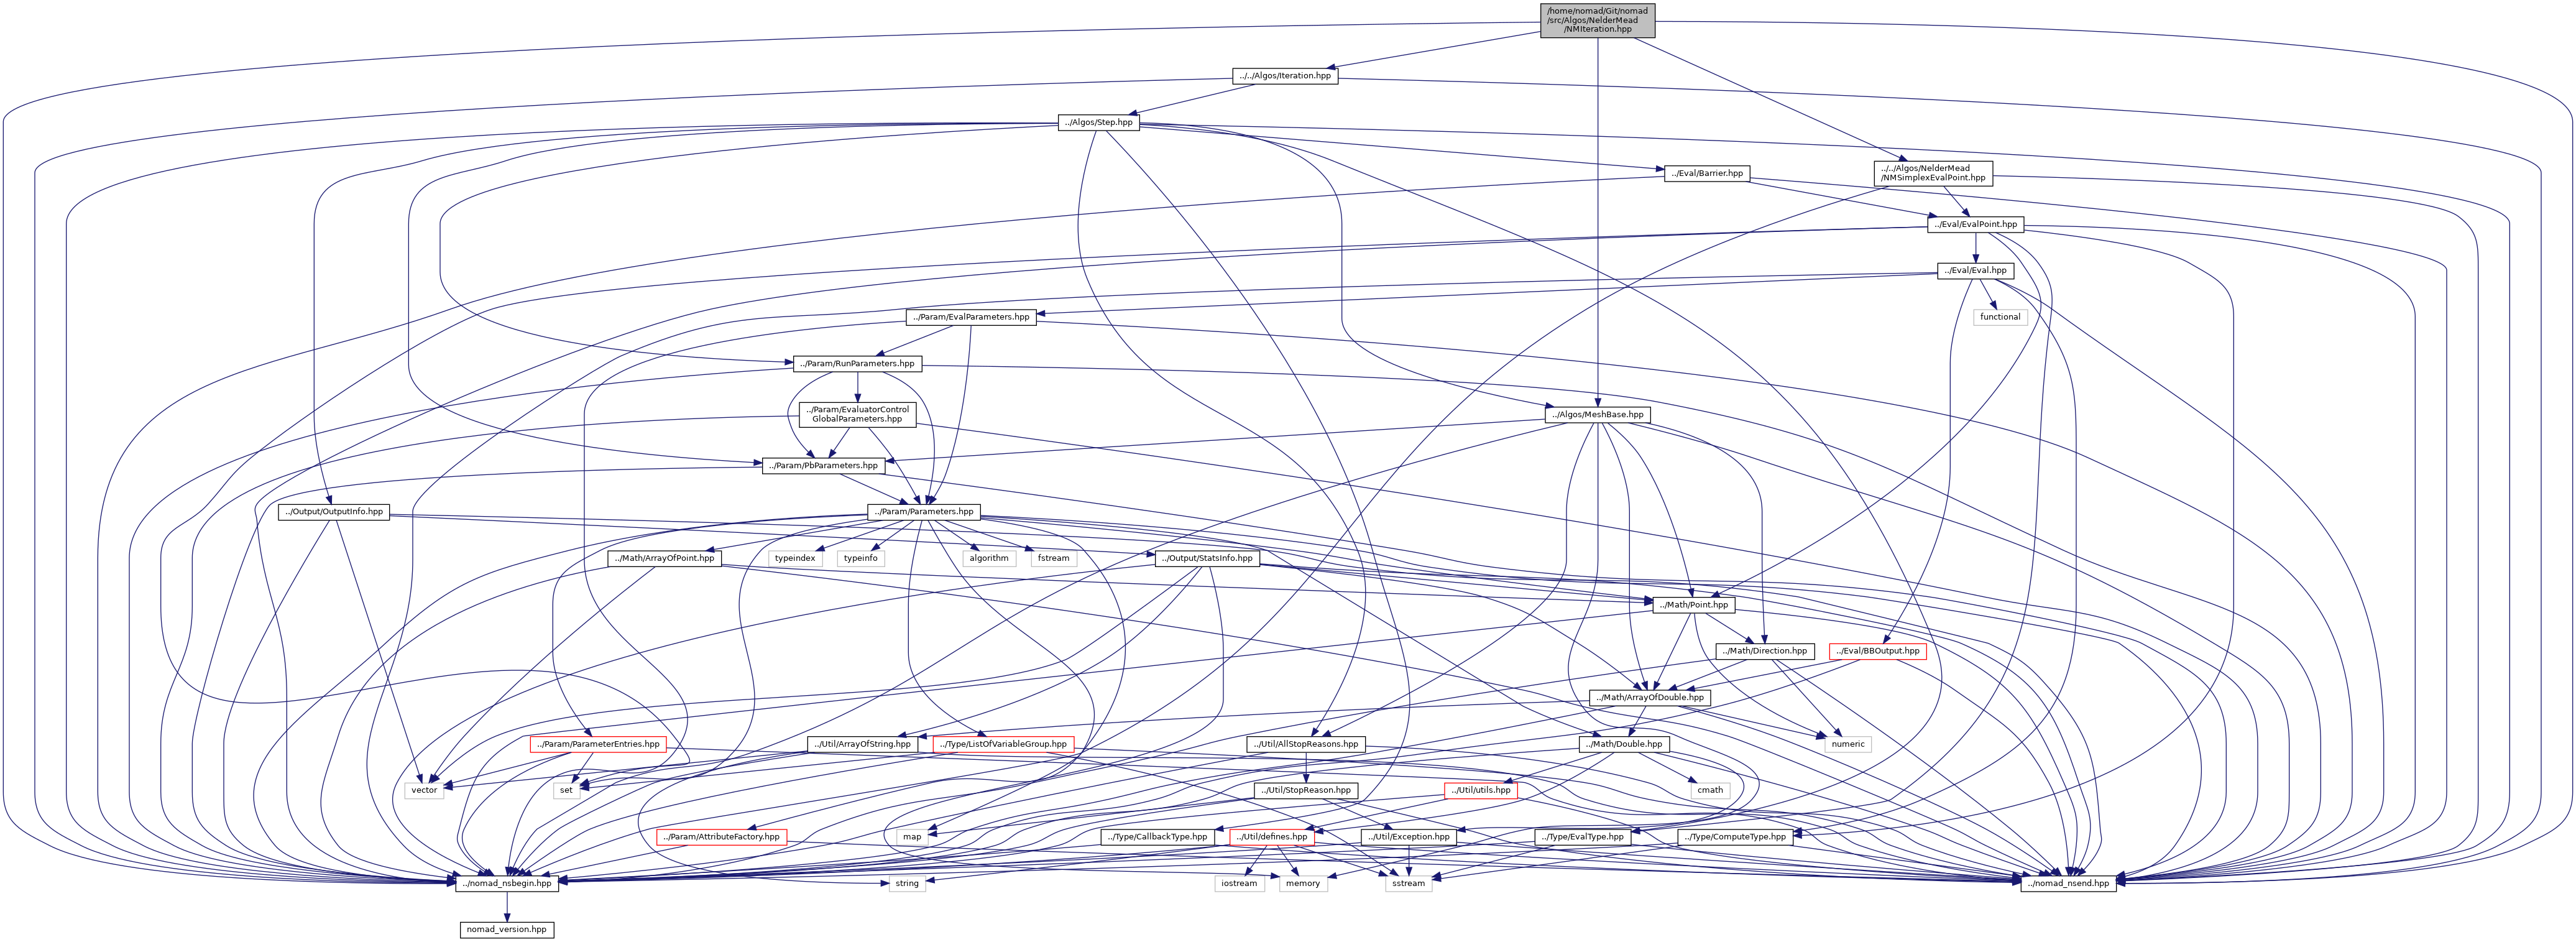 /home/nomad/Git/nomad
/src/Algos/NelderMead
/NMIteration.hpp
../../Algos/Iteration.hpp
../Algos/Step.hpp
../Eval/Barrier.hpp
../../Algos/NelderMead
/NMSimplexEvalPoint.hpp
../Eval/EvalPoint.hpp
../Eval/Eval.hpp
../Param/EvalParameters.hpp
functional
../Param/RunParameters.hpp
../Param/EvaluatorControl
GlobalParameters.hpp
../Algos/MeshBase.hpp
../Param/PbParameters.hpp
../Output/OutputInfo.hpp
../Param/Parameters.hpp
../Math/ArrayOfPoint.hpp
typeindex
typeinfo
algorithm
fstream
../Output/StatsInfo.hpp
../Math/Point.hpp
../Math/Direction.hpp
../Eval/BBOutput.hpp
../Math/ArrayOfDouble.hpp
../Param/ParameterEntries.hpp
../Util/ArrayOfString.hpp
../Type/ListOfVariableGroup.hpp
../Util/AllStopReasons.hpp
../Math/Double.hpp
numeric
vector
set
../Util/StopReason.hpp
../Util/utils.hpp
cmath
../Param/AttributeFactory.hpp
map
../Type/CallbackType.hpp
../Util/defines.hpp
../Util/Exception.hpp
../Type/EvalType.hpp
../Type/ComputeType.hpp
../nomad_nsbegin.hpp
string
iostream
memory
sstream
../nomad_nsend.hpp
nomad_version.hpp